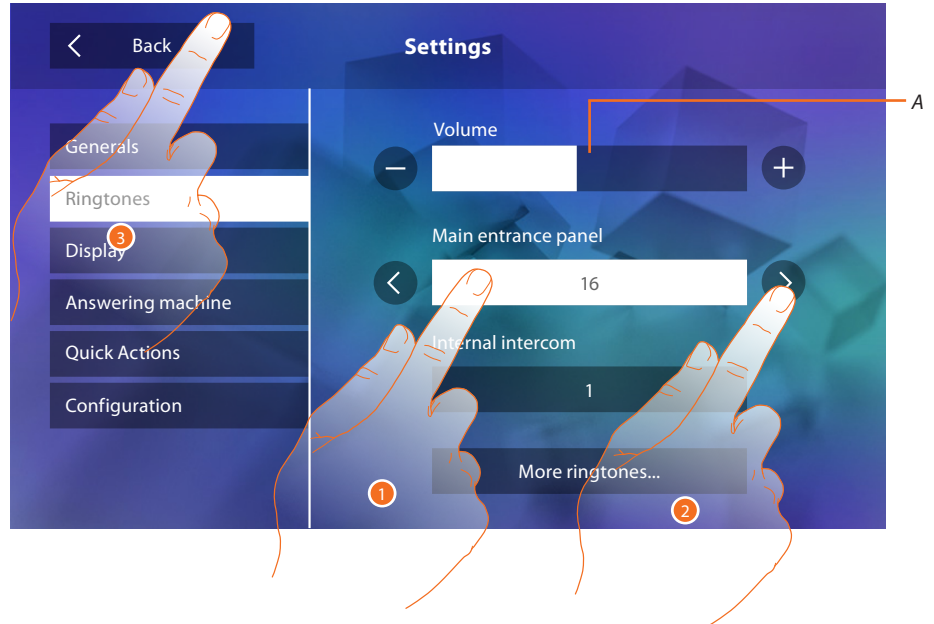 Back
Settings
A
Generals
Ringtones
Display
Answering machine
Quick Actions
Configuration
Volume
Main entrance panel
16
Internal intercom
1
More ringtones...
3
1
2